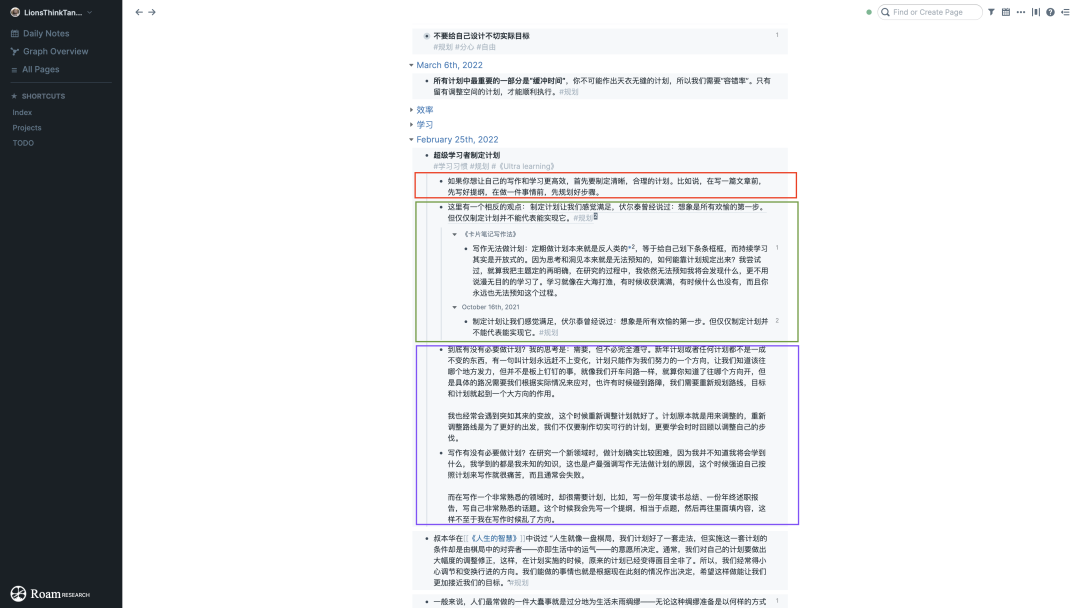 LionsThinkTan...
Find or Create Page
Daily Notes
Graph Overview
All Pages
SHORTCUTS
Index
Projects
TODO
不要给自己设计不切实际目标
1
#规划 #分心 #自由
March 6th, 2022
所有计划中最重要的一部分是“缓冲时间”，你不可能作出天衣无缝的计划，所以我们需要“容错率”。只有
留有调整空间的计划，才能顺利执行。#规划
效率
学习
February 25th, 2022
超级学习者制定计划
#学习习惯 #规划 #《Ultra learning》
如果你想让自己的写作和学习更高效，首先要制定清晰，合理的计划。比如说，在写一篇文章前，
先写好提纲，在做一件事情前，先规划好步骤。
这里有一个相反的观点：制定计划让我们感觉满足，伏尔泰曾经说过：想象是所有欢愉的第一步。
但仅仅制定计划并不能代表能实现它。#规划2
《卡片笔记写作法》
写作无法做计划：定期做计划本来就是反人类的*2，等于给自己划下条条框框，而持续学习
1
其实是开放式的。因为思考和洞见本来就是无法预知的，如何能靠计划规定出来？我尝试
过，就算我把主题定的再明确，在研究的过程中，我依然无法预知我将会发现什么，更不用
说漫无目的的学习了。学习就像在大海打渔，有时候收获满满，有时候什么也没有，而且你
永远也无法预知这个过程。
October 16th, 2021
制定计划让我们感觉满足，伏尔泰曾经说过：想象是所有欢愉的第一步。但仅仅制定计划并
2
不能代表能实现它。#规划
到底有没有必要做计划？我的思考是：需要，但不必完全遵守。新年计划或者任何计划都不是一成
不变的东西，有一句叫计划永远赶不上变化，计划只能作为我们努力的一个方向，让我们知道该往
哪个地方发力，但并不是板上钉钉的事，就像我们开车问路一样，就算你知道了往哪个方向开，但
是具体的路况需要我们根据实际情况来应对，也许有时候碰到路障，我们需要重新规划路线，目标
和计划就起到一个大方向的作用。
我也经常会遇到突如其来的变故，这个时候重新调整计划就好了。计划原本就是用来调整的，重新
调整路线是为了更好的出发，我们不仅要制作切实可行的计划，更要学会时时回顾以调整自己的步
伐。
写作有没有必要做计划？在研究一个新领域时，做计划确实比较困难，因为我并不知道我将会学到
什么，我学到的都是我未知的知识，这也是卢曼强调写作无法做计划的原因，这个时候强迫自己按
照计划来写作就很痛苦，而且通常会失败。
而在写作一个非常熟悉的领域时，却很需要计划，比如，写一份年度读书总结、一份年终述职报
告，写自己非常熟悉的话题。这个时候我会先写一个提纲，相当于点题，然后再往里面填内容，这
样不至于我在写作时候乱了方向。
叔本华在[[《人生的智慧》]]中说过 “人生就像一盘棋局，我们计划好了一套走法，但实施这一套计划的
条件却是由棋局中的对弈者——亦即生活中的运气——的意愿所决定。通常，我们对自己的计划要做出
大幅度的调整修正，这样，在计划实施的时候，原来的计划已经变得面目全非了。所以，我们经常得小
心调节和变换行进的方向。我们能做的事情也就是根据现在此刻的情况作出决定，希望这样做能让我们
更加接近我们的目标。”#规划
一般来说，人们最常做的一件大蠢事就是过分地为生活未雨绸缪——无论这种绸缪准备是以何样的方式
1
Roam RESEARCH